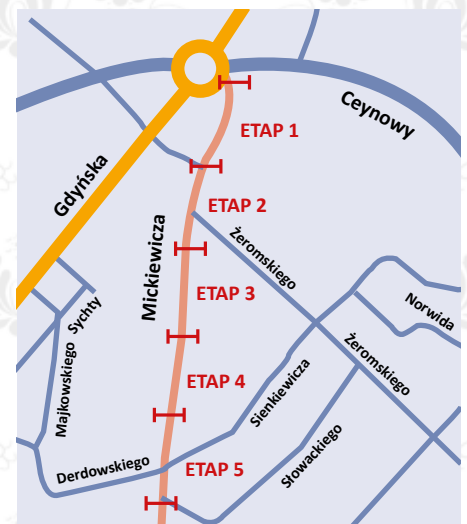 Ceynowy
ETAP 1
Gdyńska
ETAP 2
Mickiewicza
Żeromskiego
ETAP 3
Sychty
Norwida
Majkowskiego
Żeromskiego
ETAP 4
Sienkiewicza
Słowackiego
Derdowskiego
ETAP 5